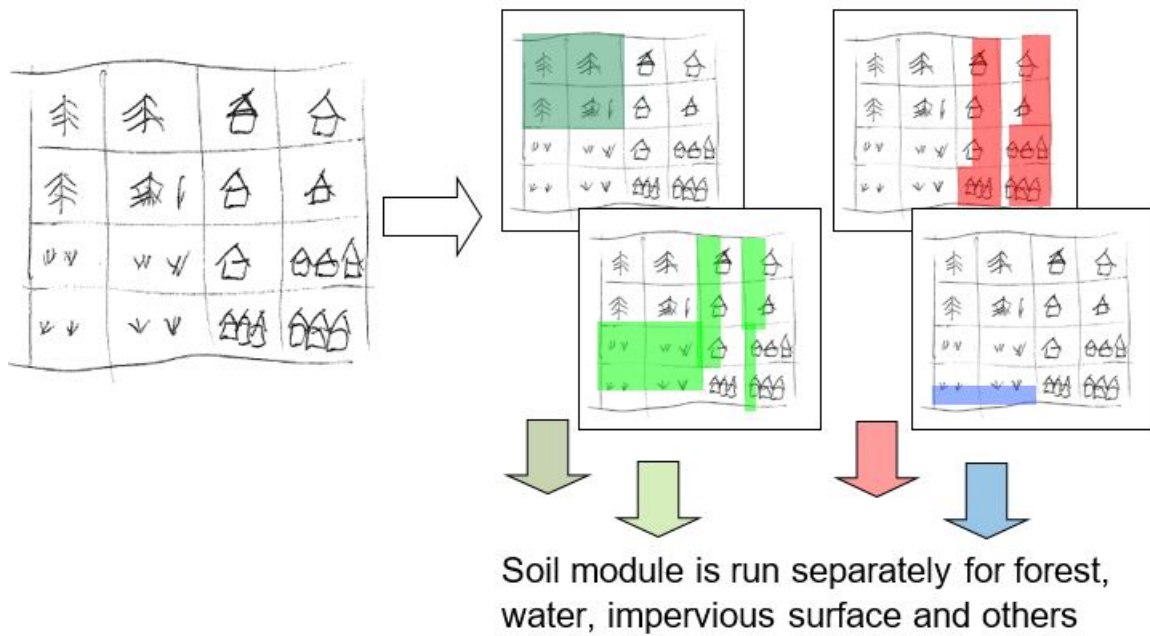 Soil module is run separately for forest,
water, impervious surface and others